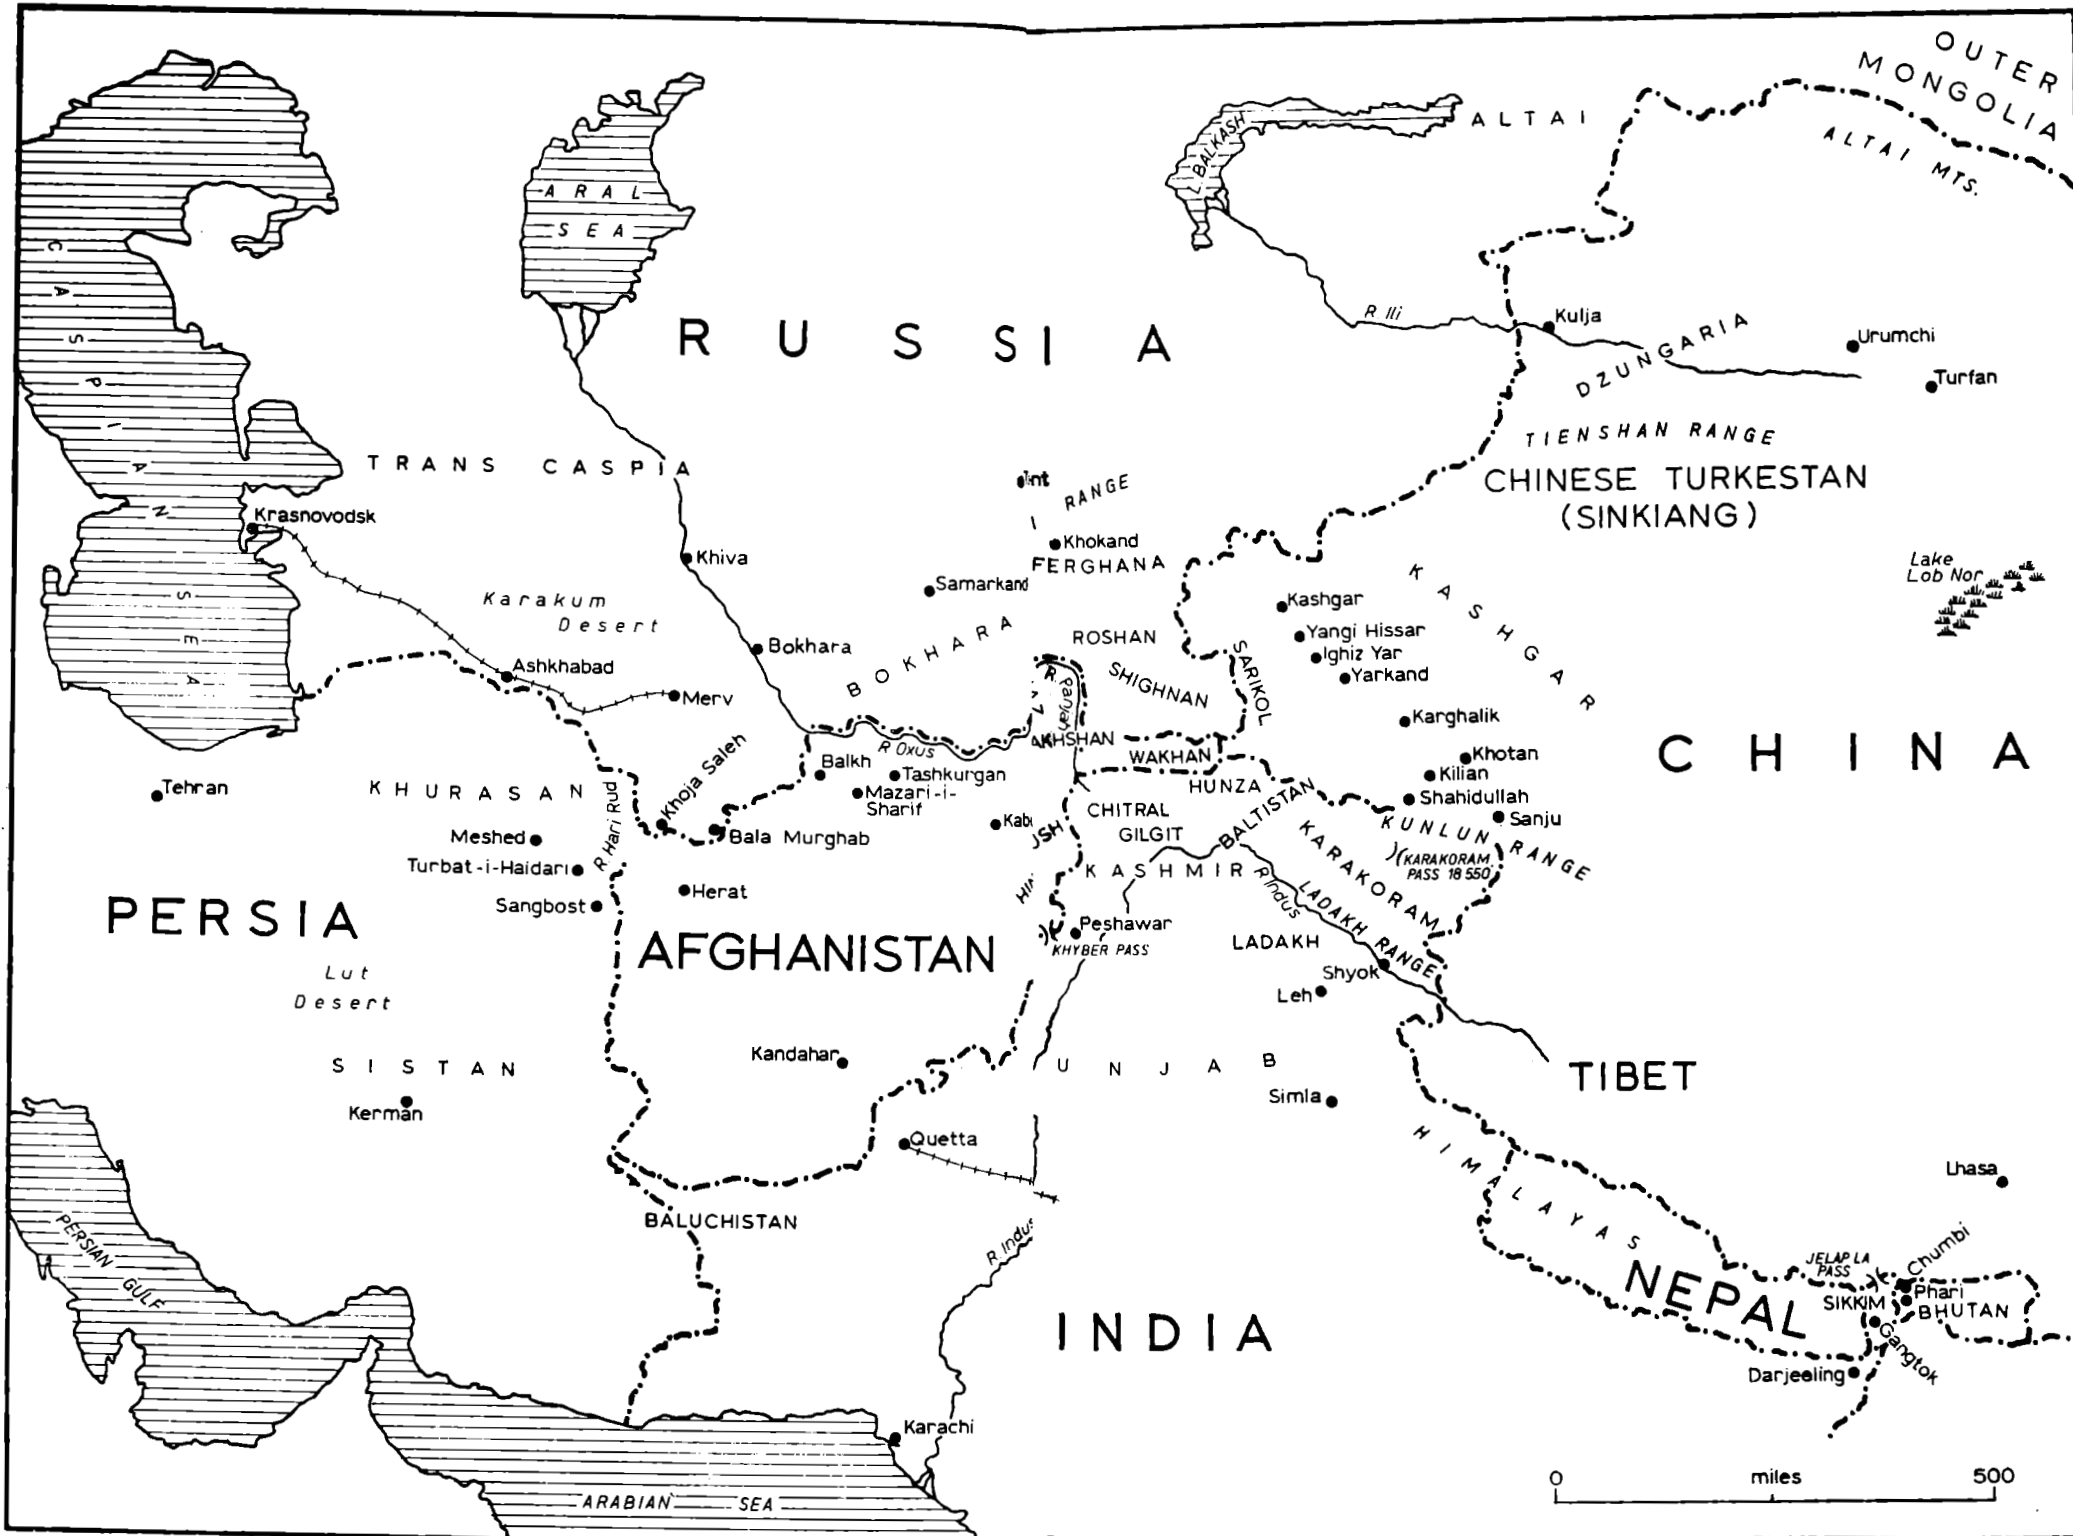 OUTER
MONGOLIA
ALTAI
ALTAI MTS.
L. BALKASH
ARAL
SEA
CASPIAN SEA
RUSSIA
R Ili
Kulja
Urumchi
DZUNGARIA
Turfan
TIENSHAN RANGE
CHINESE TURKESTAN
(SINKIANG)
TRANS CASPIA
RANGE
Krasnovodsk
Khiva
Khokand
FERGHANA
Samarkand
Lake
Lob Nor
KASHGAR
Karakum
Desert
Kashgar
Yangi Hissar
Ighiz Yar
Yarkand
BOKHARA
ROSHAN
SHIGHNAN
SARIKOL
Bokhara
Ashkhabad
Merv
Karghalik
R Oxus
R.
Panjah
AKHSHAN
WAKHAN
Khotan
Kilian
Shahidullah
Sanju
CHINA
Tehran
KHURASAN
R Hari Rud
Khoja Saleh
Balkh
Tashkurgan
Mazari-i-
Sharif
HUNZA
CHITRAL
GILGIT
BALTISTAN
KUNLUN RANGE
Meshed
Bala Murghab
Turbat-i-Haidari
KASHMIR
KARAKORAM
KARAKORAM
PASS 18 550
Herat
Sangbost
R Indus
LADAKH RANGE
PERSIA
AFGHANISTAN
Peshawar
KHYBER PASS
LADAKH
Shyok
Leh
Lut
Desert
Kandahar
SISTAN
UNJAB
TIBET
Kerman
Simla
Quetta
HIMALAYAS
Lhasa
BALUCHISTAN
PERSIAN GULF
R. Indus
JELAP LA
PASS
Chumbi
Phari
NEPAL
SIKKIM
BHUTAN
INDIA
Gangtok
Darjeeling
Karachi
ARABIAN SEA
0 miles 500